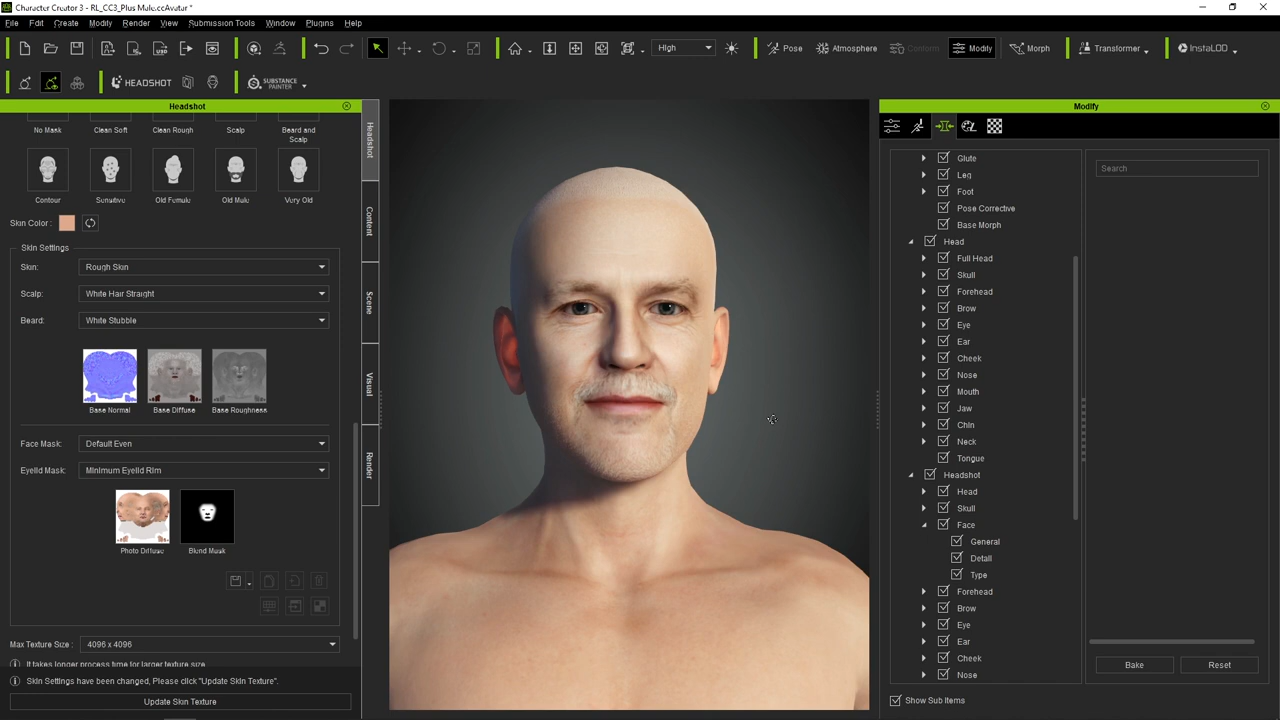 Character Creator 3 - RL_CC3_Plus Male.ccAvatar *
File Edit Create Modify Render View Submission Tools Window Plugins Help
High Pose Atmosphere Conform Modify Morph Transformer InstaLOD
HEADSHOT SUBSTANCE PAINTER
Headshot
No Mask Clean Soft Clean Rough Scalp Beard and Scalp
Contour Sensitive Old Female Old Male Very Old
Skin Color :
Skin Settings
Skin: Rough Skin
Scalp: White Hair Straight
Beard: White Stubble
Base Normal Base Diffuse Base Roughness
Face Mask: Default Even
Eyelid Mask: Minimum Eyelid Rim
Photo Diffuse Blend Mask
Max Texture Size : 4096 x 4096
It takes longer process time for larger texture size
Skin Settings have been changed, Please click "Update Skin Texture".
Update Skin Texture
Headshot
Content
Scene
Visual
Render
Modify
Glute
Leg
Foot
Pose Corrective
Base Morph
Head
Full Head
Skull
Forehead
Brow
Eye
Ear
Cheek
Nose
Mouth
Jaw
Chin
Neck
Tongue
Headshot
Head
Skull
Face
General
Detail
Type
Forehead
Brow
Eye
Ear
Cheek
Nose
Show Sub Items
Search
Bake Reset